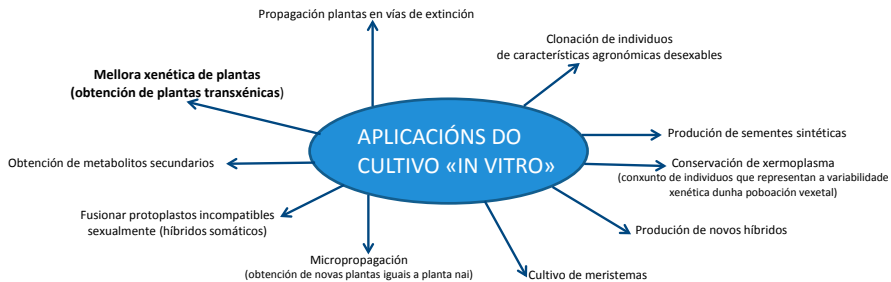 Propagación plantas en vías de extinción
Clonación de individuos
de características agronómicas desexables
Mellora xenética de plantas
(obtención de plantas transxénicas)
APLICACIÓNS DO
CULTIVO «IN VITRO»
Produción de sementes sintéticas
Obtención de metabolitos secundarios
Conservación de xermoplasma
(conxunto de individuos que representan a variabilidade
xenética dunha poboación vexetal)
Fusionar protoplastos incompatibles
sexualmente (híbridos somáticos)
Produción de novos híbridos
Micropropagación
(obtención de novas plantas iguais a planta nai)
Cultivo de meristemas